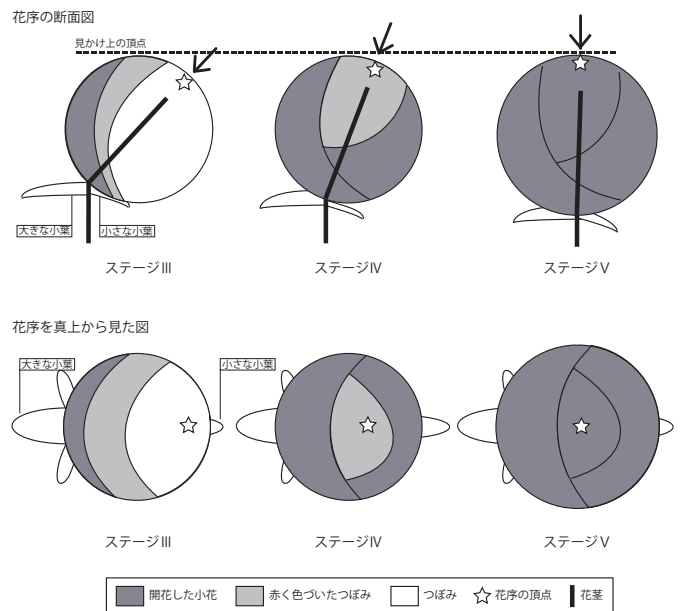 花序の断面図
見かけ上の頂点
大きな小葉
小さな小葉
ステージⅢ
ステージⅣ
ステージⅤ
花序を真上から見た図
大きな小葉
小さな小葉
ステージⅢ
ステージⅣ
ステージⅤ
開花した小花
赤く色づいたつぼみ
つぼみ
花序の頂点
花茎